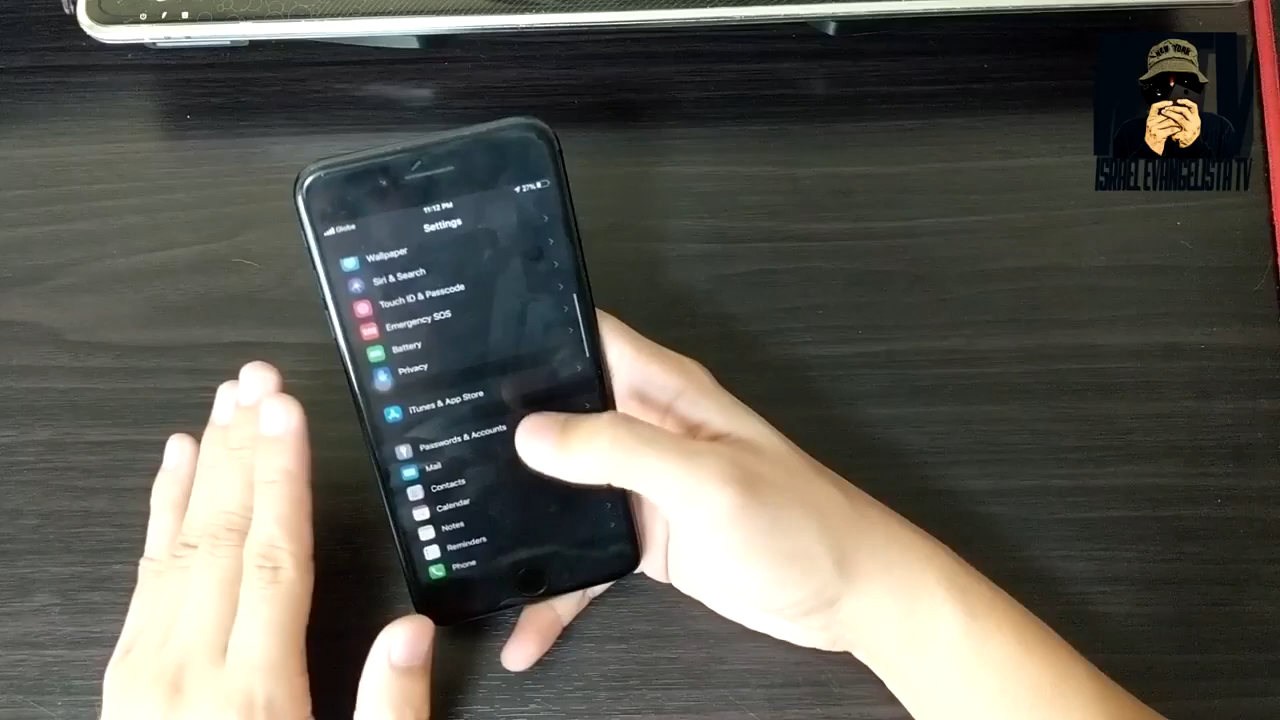 NEW YORK
ISRAEL EVANGELISTA TV
Globe
11:12 PM
27%
Settings
Wallpaper
Siri & Search
Touch ID & Passcode
SOS
Emergency SOS
Battery
Privacy
iTunes & App Store
Passwords & Accounts
Mail
Contacts
Calendar
Notes
Reminders
Phone